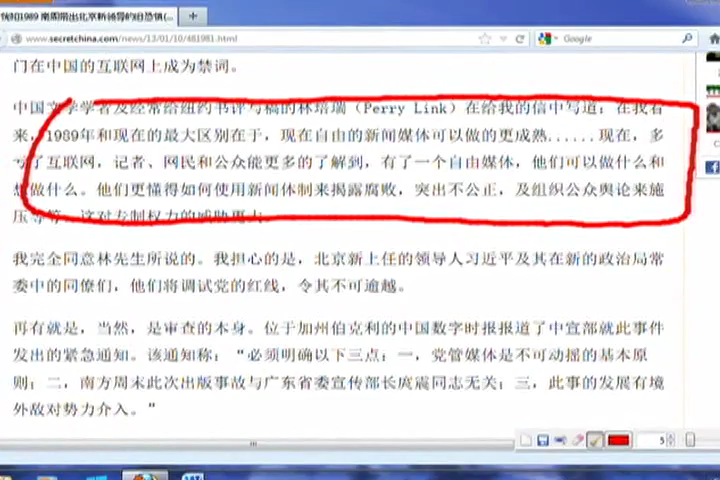 www.secretchina.com/news/13/01/10/481981.html
Google
门在中国的互联网上成为禁词。
中国文学学者及经常给纽约书评写稿的林培瑞（Perry Link）在给我的信中写道：在我看
来，1989年和现在的最大区别在于，现在自由的新闻媒体可以做的更成熟......现在，多
亏了互联网，记者、网民和公众能更多的了解到，有了一个自由媒体，他们可以做什么和
想做什么。他们更懂得如何使用新闻体制来揭露腐败，突出不公正，及组织公众舆论来施
压等等，这对专制权力的威胁更大。
我完全同意林先生所说的。我担心的是，北京新上任的领导人习近平及其在新的政治局常
委中的同僚们，他们将调试党的红线，令其不可逾越。
再有就是，当然，是审查的本身。位于加州伯克利的中国数字时报报道了中宣部就此事件
发出的紧急通知。该通知称：“必须明确以下三点：一，党管媒体是不可动摇的基本原
则；二，南方周末此次出版事故与广东省委宣传部长庹震同志无关；三，此事的发展有境
外敌对势力介入。”
5